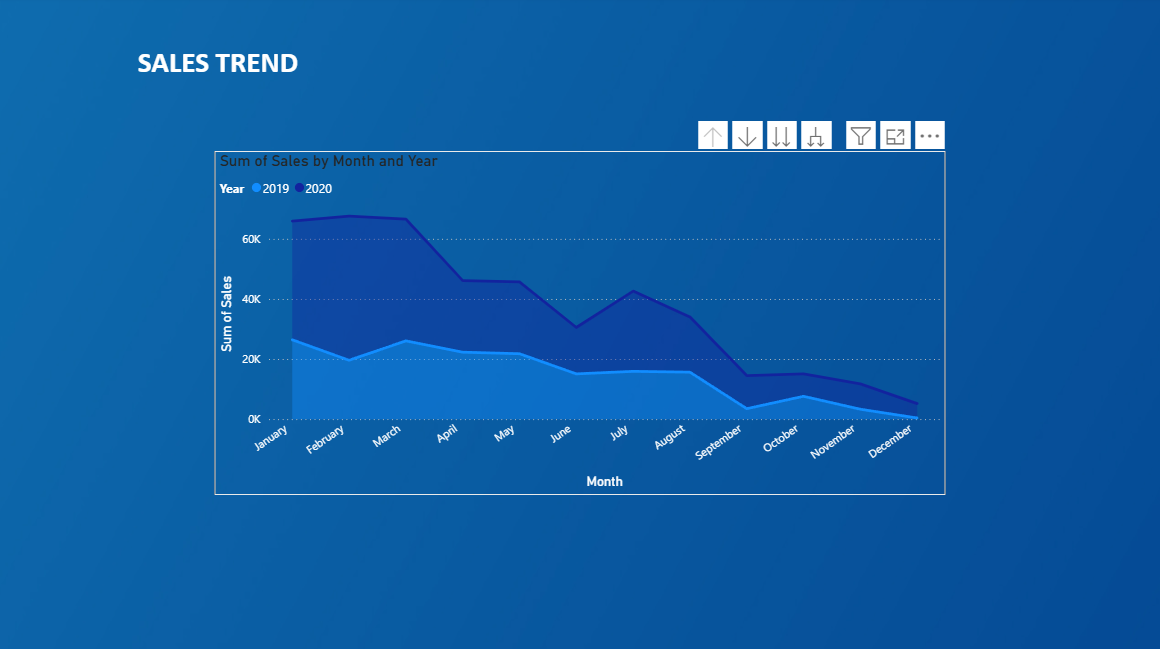 SALES TREND
Sum of Sales by Month and Year
Year 2019 2020
60K
40K
20K
0K
Sum of Sales
January February March April May June July August September October November December
Month